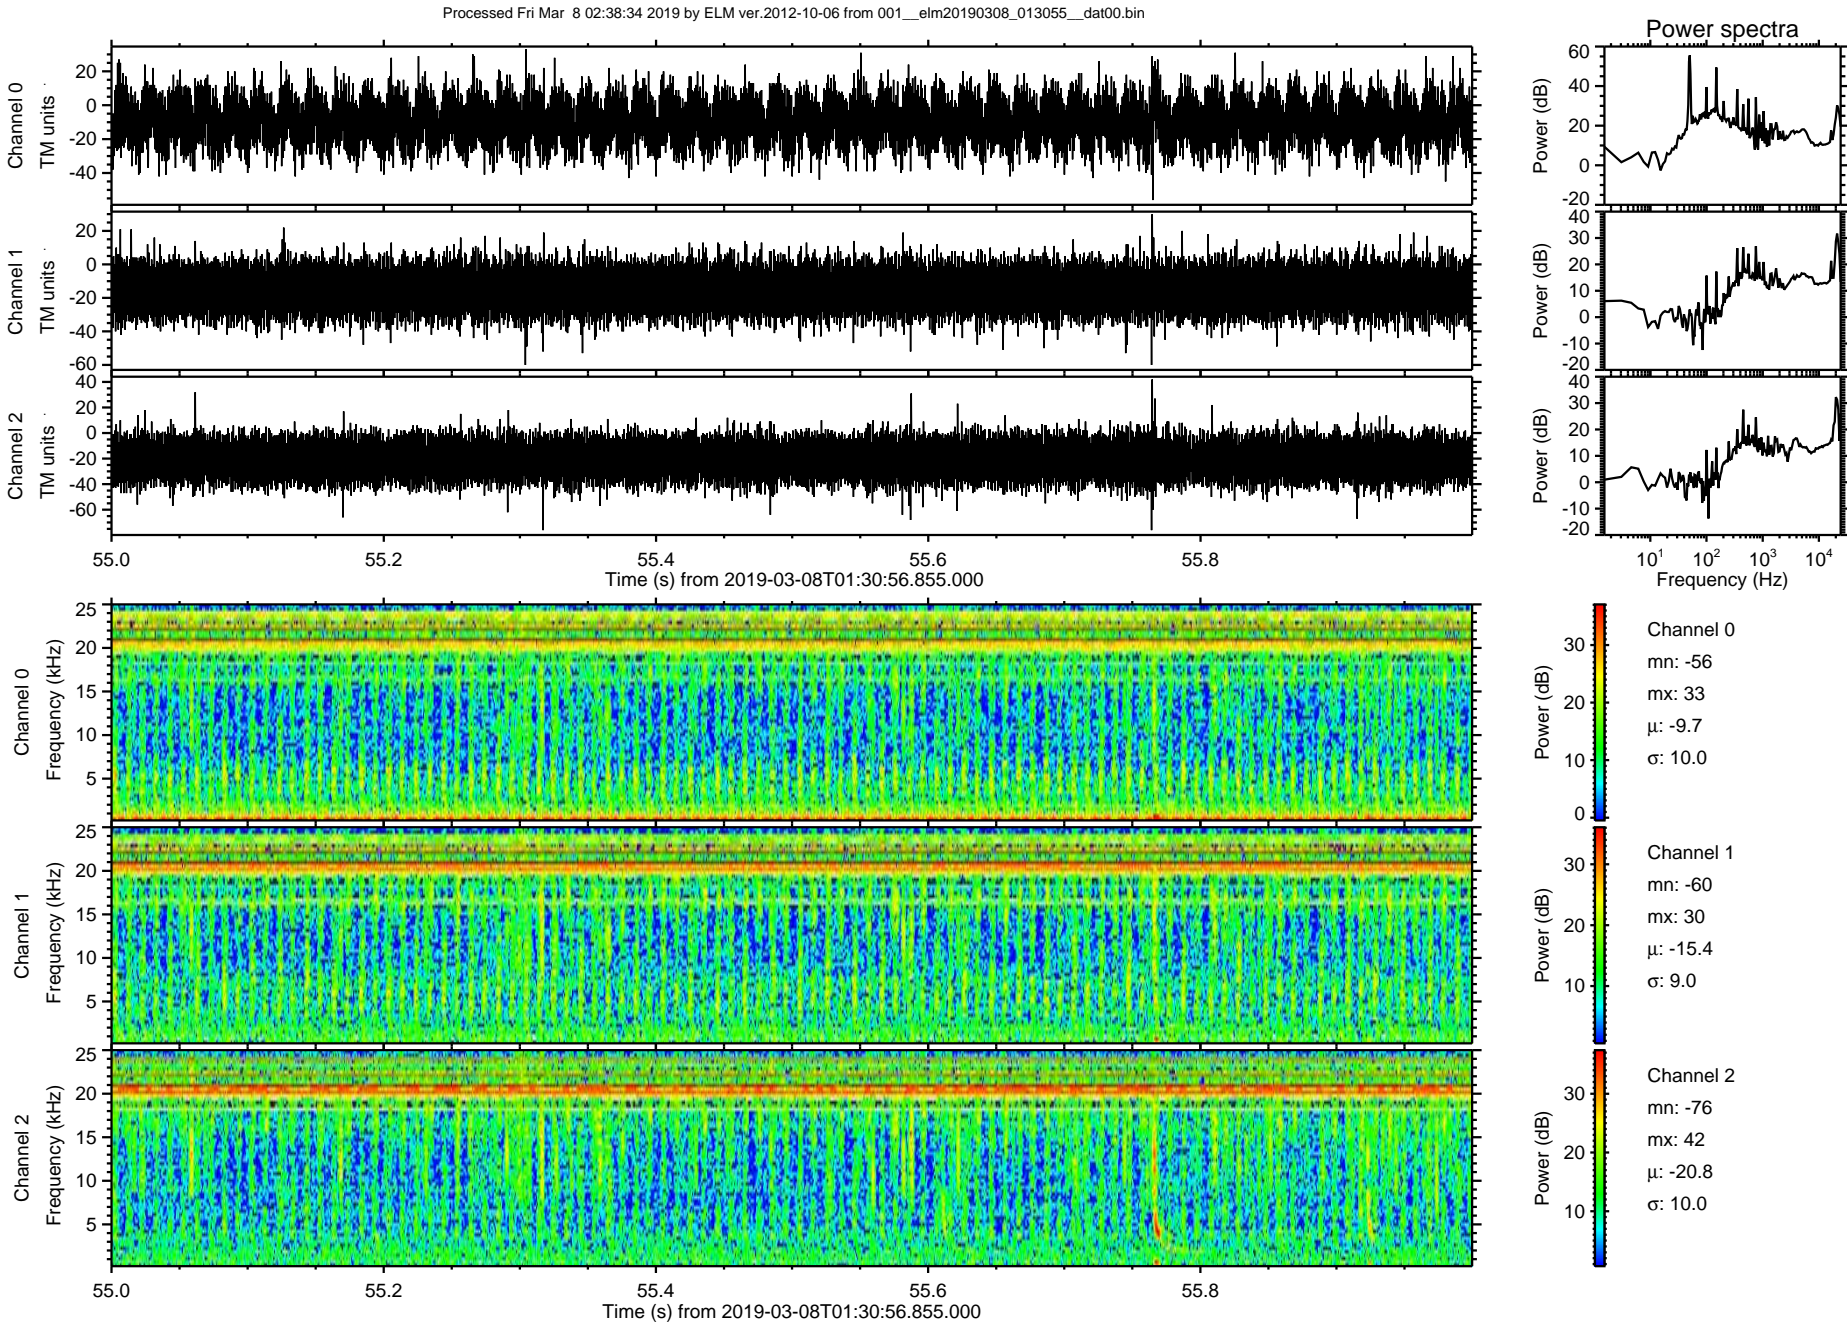 Processed Fri Mar  8 02:38:34 2019 by ELM ver.2012-10-06 from 001__elm20190308_013055__dat00.bin
Power spectra
Channel 0
TM units
20
0
-20
-40
Power (dB)
60
40
20
0
-20
Channel 1
TM units
20
0
-20
-40
-60
Power (dB)
40
30
20
10
0
-10
-20
Channel 2
TM units
40
20
0
-20
-40
-60
Power (dB)
40
30
20
10
0
-10
-20
55.0 55.2 55.4 55.6 55.8
Time (s) from 2019-03-08T01:30:56.855.000
10¹ 10² 10³ 10⁴
Frequency (Hz)
Channel 0
Frequency (kHz)
25
20
15
10
5
Power (dB)
30
20
10
0
Channel 0
mn: -56
mx: 33
μ: -9.7
σ: 10.0
Channel 1
Frequency (kHz)
25
20
15
10
5
Power (dB)
30
20
10
Channel 1
mn: -60
mx: 30
μ: -15.4
σ: 9.0
Channel 2
Frequency (kHz)
25
20
15
10
5
Power (dB)
30
20
10
Channel 2
mn: -76
mx: 42
μ: -20.8
σ: 10.0
55.0 55.2 55.4 55.6 55.8
Time (s) from 2019-03-08T01:30:56.855.000